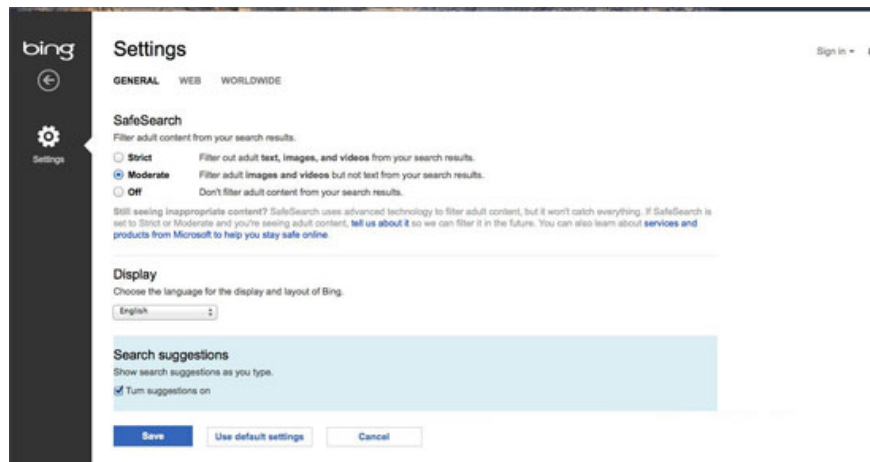 bing
Settings
Sign in
GENERAL WEB WORLDWIDE
SafeSearch
Filter adult content from your search results.
Settings
Strict Filter out adult text, images, and videos from your search results.
Moderate Filter adult images and videos but not text from your search results.
Off Don't filter adult content from your search results.
Still seeing inappropriate content? SafeSearch uses advanced technology to filter adult content, but it won't catch everything. If SafeSearch is
set to Strict or Moderate and you're seeing adult content, tell us about it so we can filter it in the future. You can also learn about services and
products from Microsoft to help you stay safe online.
Display
Choose the language for the display and layout of Bing.
English
Search suggestions
Show search suggestions as you type.
Turn suggestions on
Save Use default settings Cancel